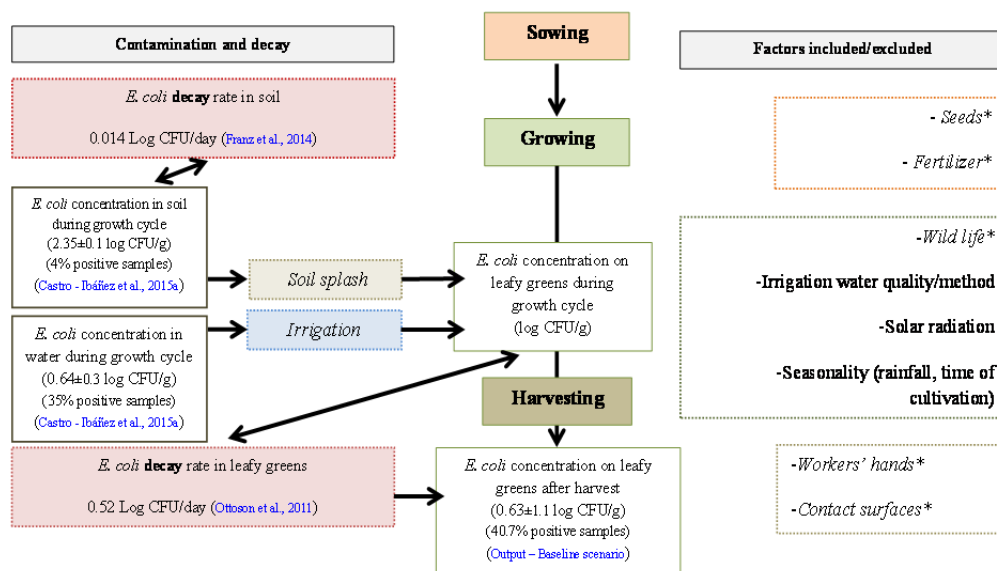 Contamination and decay
E. coli decay rate in soil
0.014 Log CFU/day (Franz et al., 2014)
E. coli concentration in soil
during growth cycle
(2.35±0.1 log CFU/g)
(4% positive samples)
(Castro - Ibáñez et al., 2015a)
E. coli concentration in
water during growth cycle
(0.64±0.3 log CFU/g)
(35% positive samples)
(Castro - Ibáñez et al., 2015a)
E. coli decay rate in leafy greens
0.52 Log CFU/day (Ottoson et al., 2011)
Soil splash
Irrigation
Sowing
Growing
E. coli concentration on
leafy greens during
growth cycle
(log CFU/g)
Harvesting
E. coli concentration on leafy
greens after harvest
(0.63±1.1 log CFU/g)
(40.7% positive samples)
(Output – Baseline scenario)
Factors included/excluded
- Seeds*
- Fertilizer*
-Wild life*
-Irrigation water quality/method
-Solar radiation
-Seasonality (rainfall, time of
cultivation)
-Workers' hands*
-Contact surfaces*